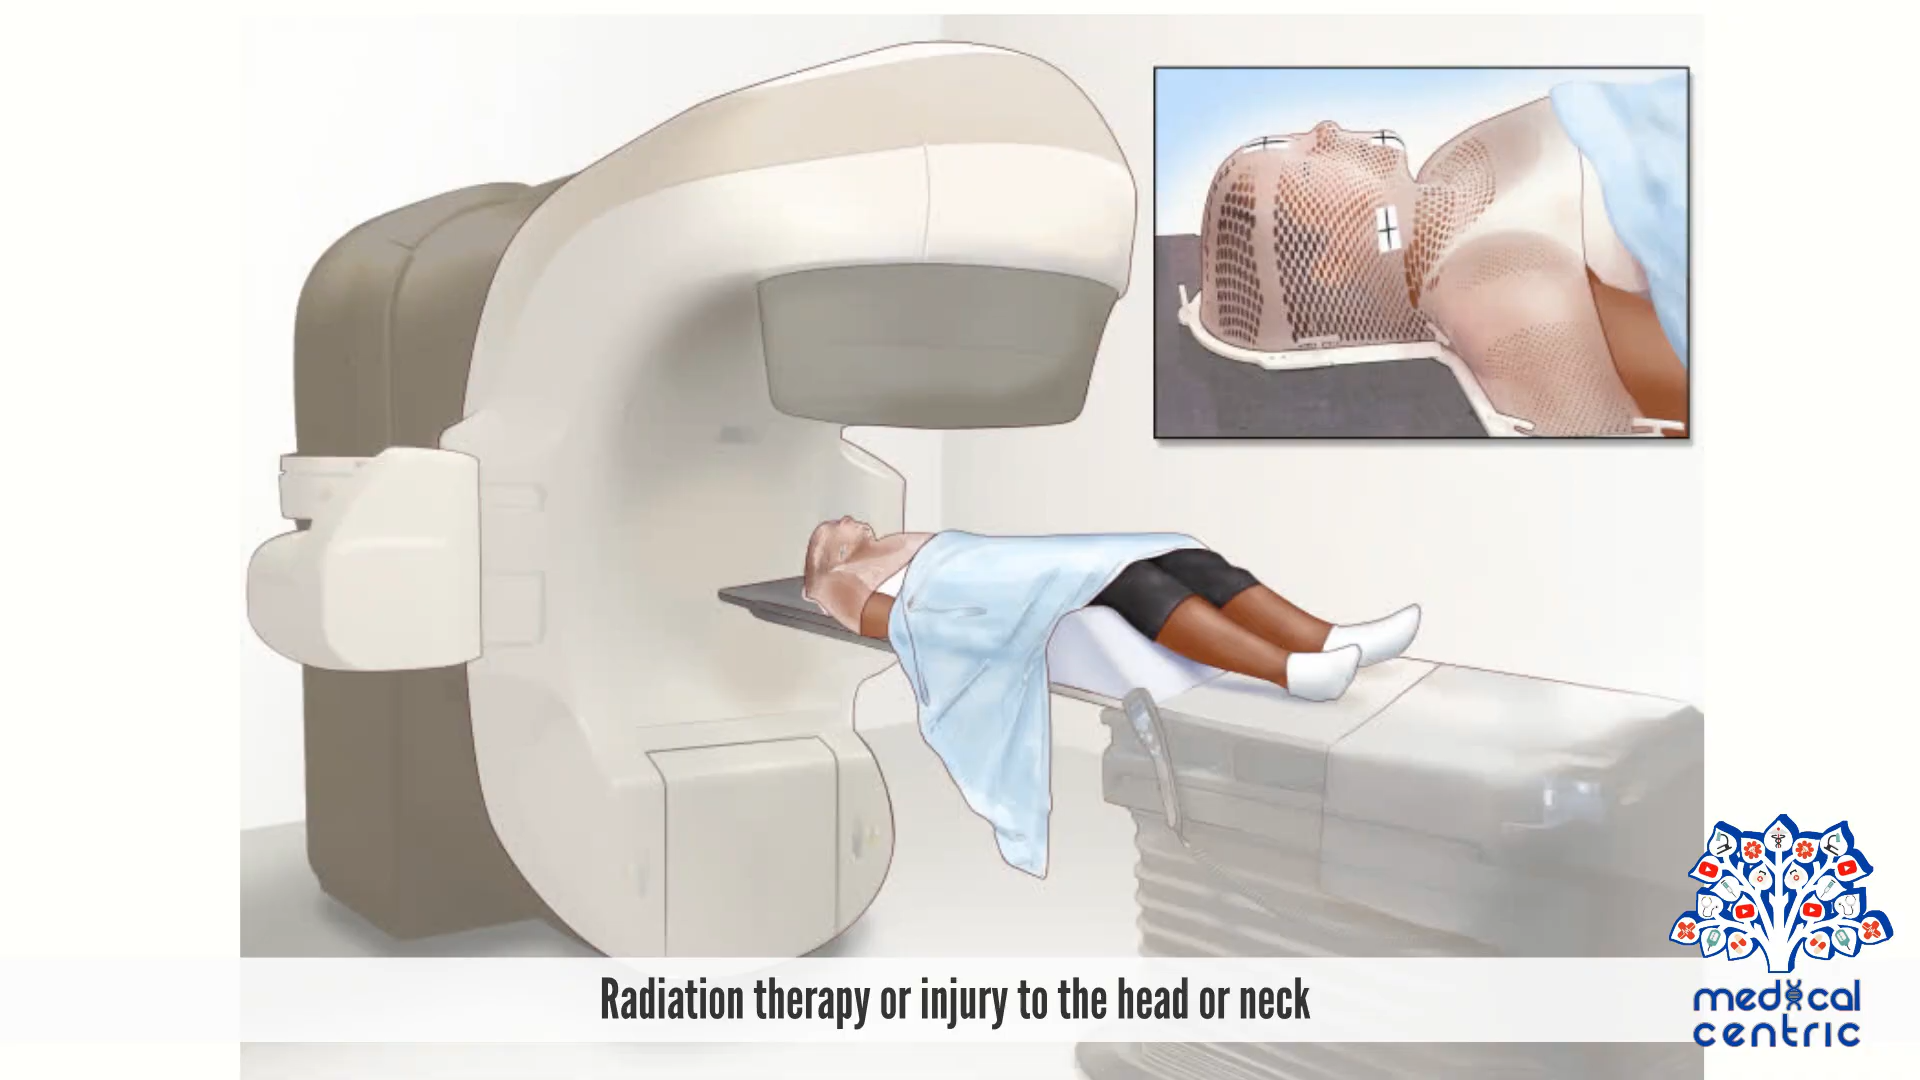 Radiation therapy or injury to the head or neck
medical
centric